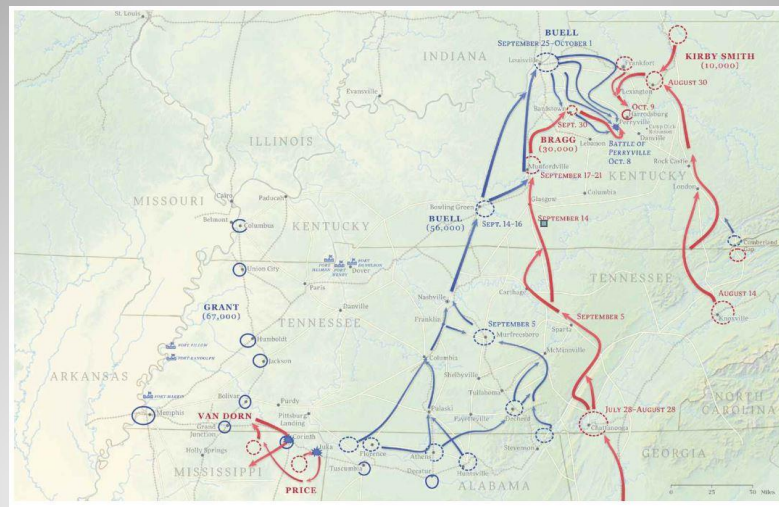 St. Louis
INDIANA
BUELL
SEPTEMBER 25–OCTOBER 1
Louisville
Frankfort
KIRBY SMITH
(10,000)
Lexington
AUGUST 30
Evansville
ILLINOIS
Bardstown
SEPT. 30
OCT. 9
Harrodsburg
Perryville
Danville
Lebanon
BATTLE OF
PERRYVILLE
OCT. 8
BRAGG
(30,000)
Munfordville
SEPTEMBER 17–21
KENTUCKY
Rock Castle
London
MISSOURI
Cairo
Paducah
Belmont
Columbus
KENTUCKY
BUELL
(56,000)
Bowling Green
SEPT. 14–16
Glasgow
Columbia
SEPTEMBER 14
Cumberland
Gap
Union City
FORT
HENRY
Dover
Paris
Danville
GRANT
(67,000)
TENNESSEE
Nashville
Franklin
Carthage
TENNESSEE
AUGUST 14
Knoxville
SEPTEMBER 5
Murfreesboro
SEPTEMBER 5
Sparta
McMinnville
Humboldt
Jackson
FORT PILLOW
FORT RANDOLPH
Columbia
Shelbyville
Tullahoma
ARKANSAS
Memphis
Bolivar
Purdy
Pittsburg
Landing
Grand
Junction
VAN DORN
Corinth
Iuka
Pulaski
Fayetteville
Stevenson
JULY 28–AUGUST 28
Chattanooga
NORTH
CAROLINA
Holly Springs
MISSISSIPPI
PRICE
Tuscumbia
Florence
Athens
Decatur
Huntsville
ALABAMA
GEORGIA
0 25 50 Miles